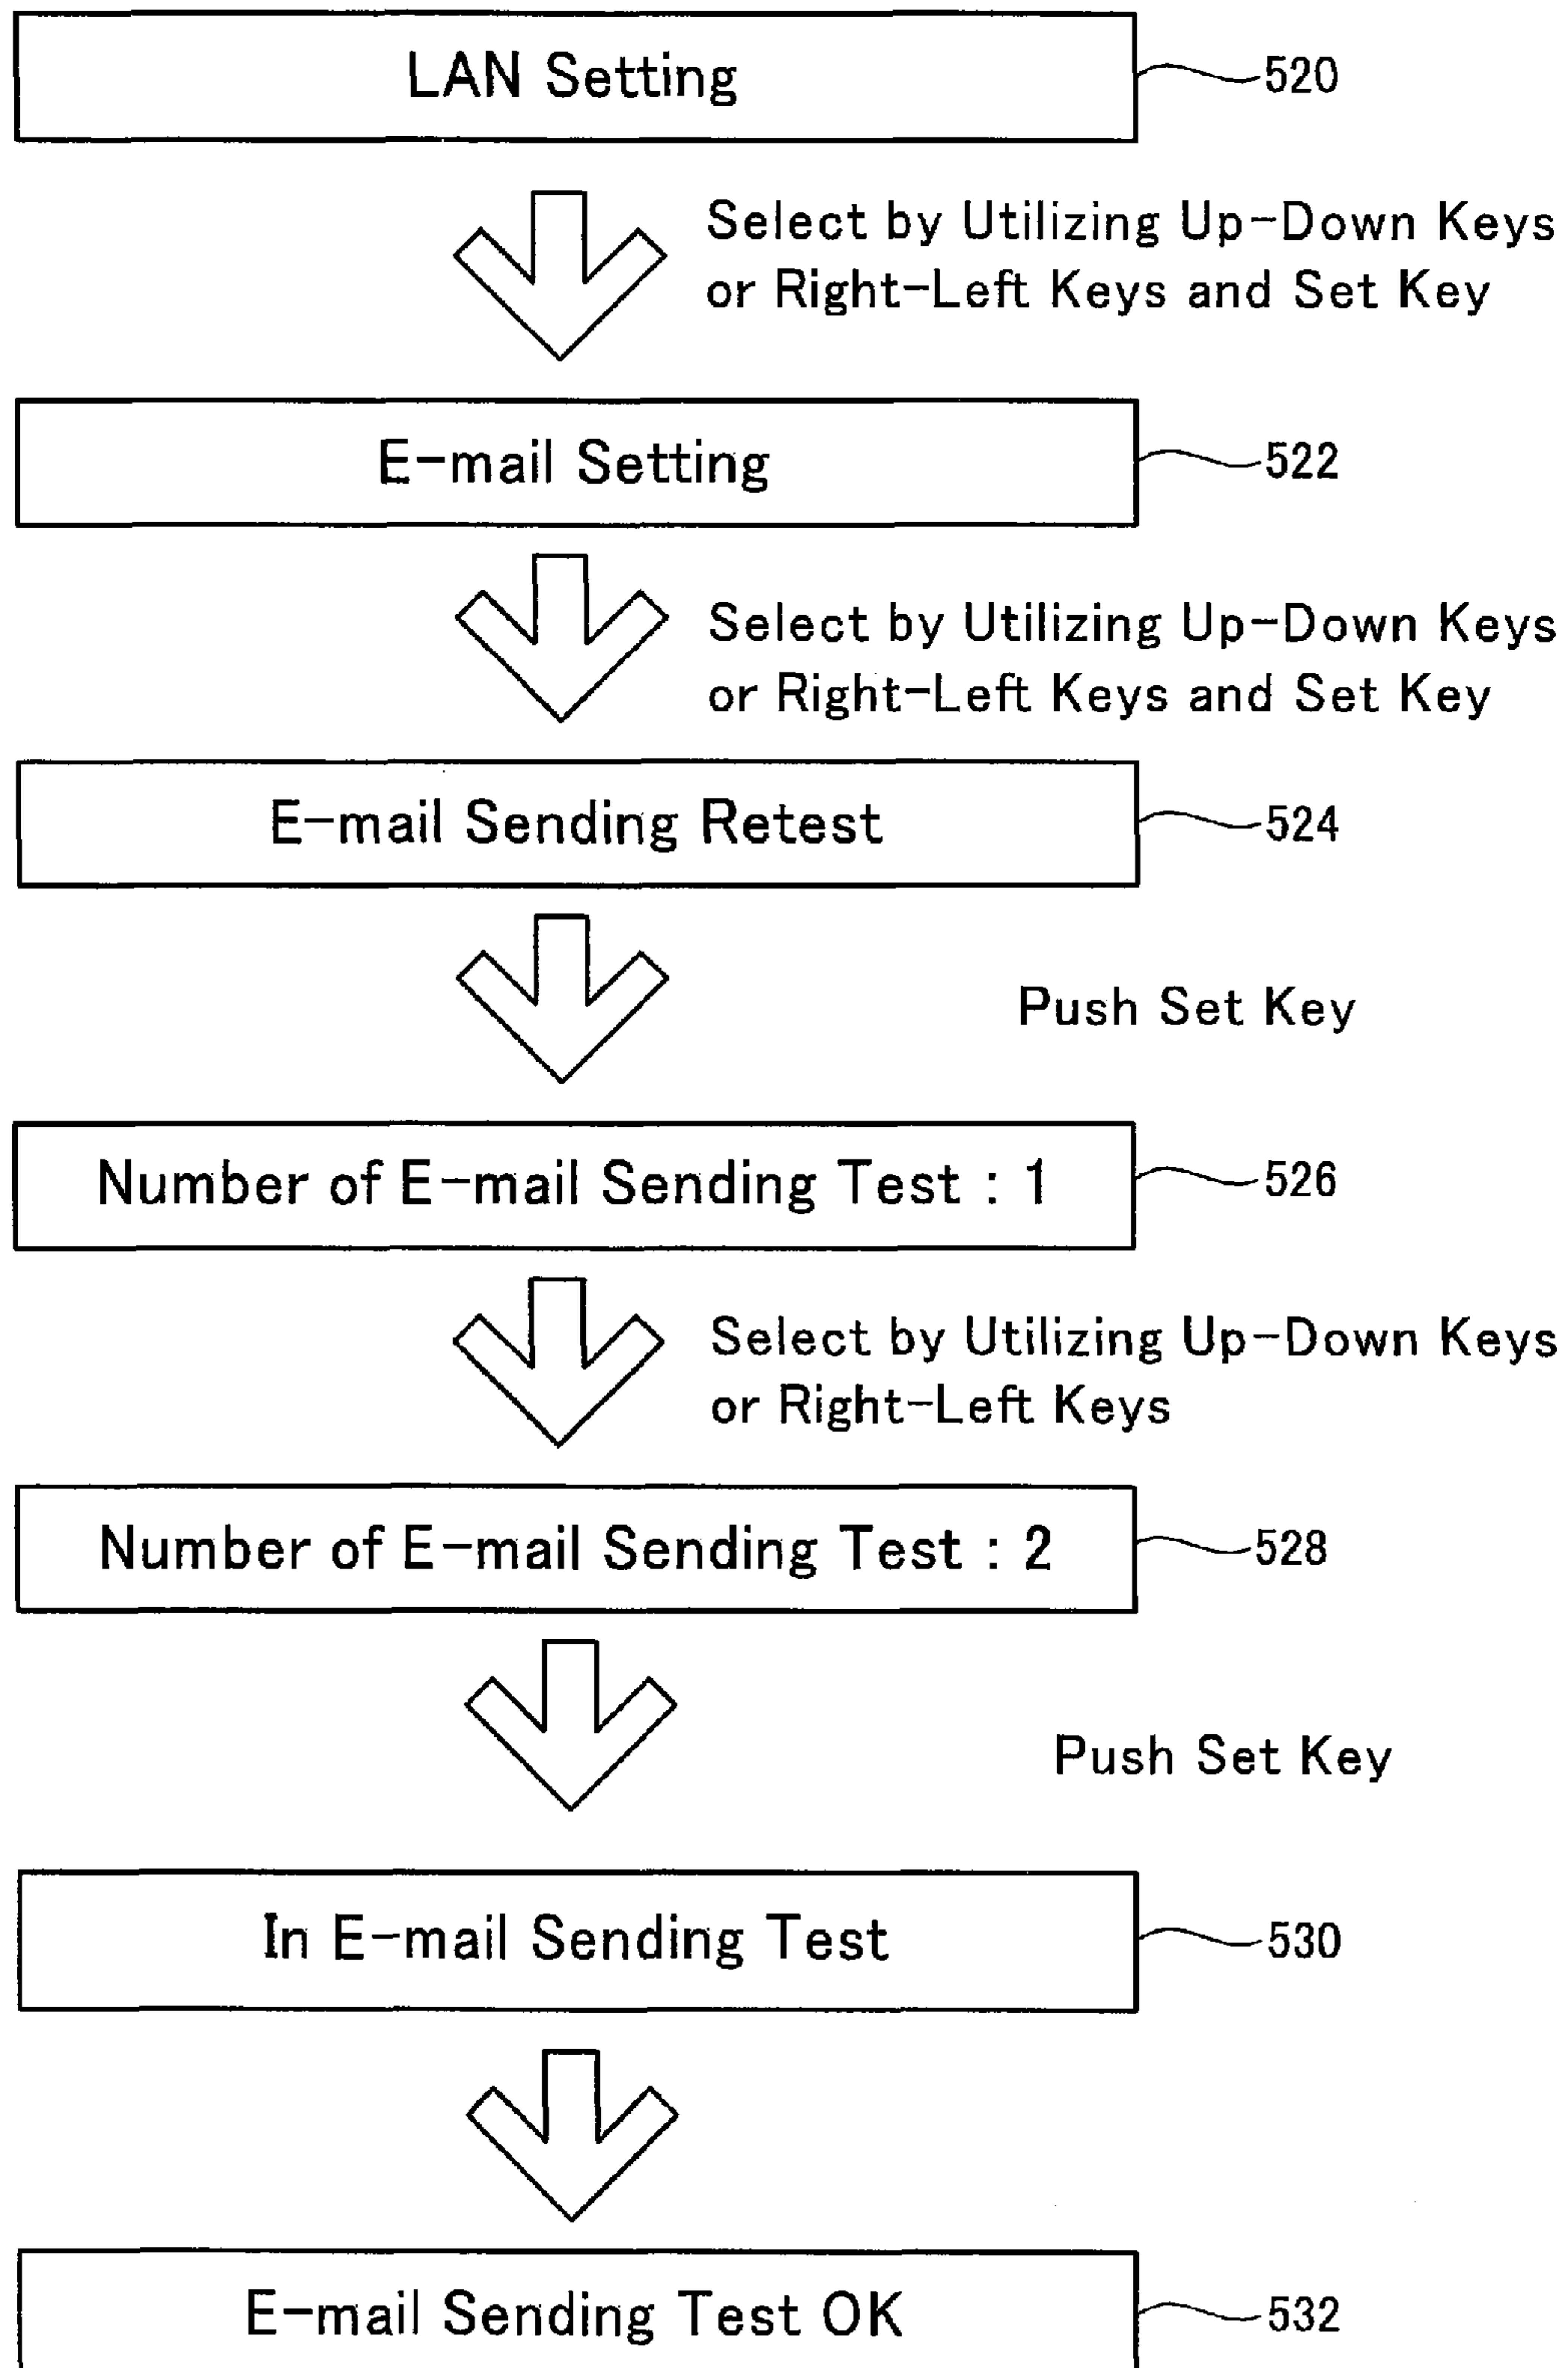 LAN Setting
520
Select by Utilizing Up-Down Keys
or Right-Left Keys and Set Key
E-mail Setting
522
Select by Utilizing Up-Down Keys
or Right-Left Keys and Set Key
E-mail Sending Retest
524
Push Set Key
Number of E-mail Sending Test : 1
526
Select by Utilizing Up-Down Keys
or Right-Left Keys
Number of E-mail Sending Test : 2
528
Push Set Key
In E-mail Sending Test
530
E-mail Sending Test OK
532